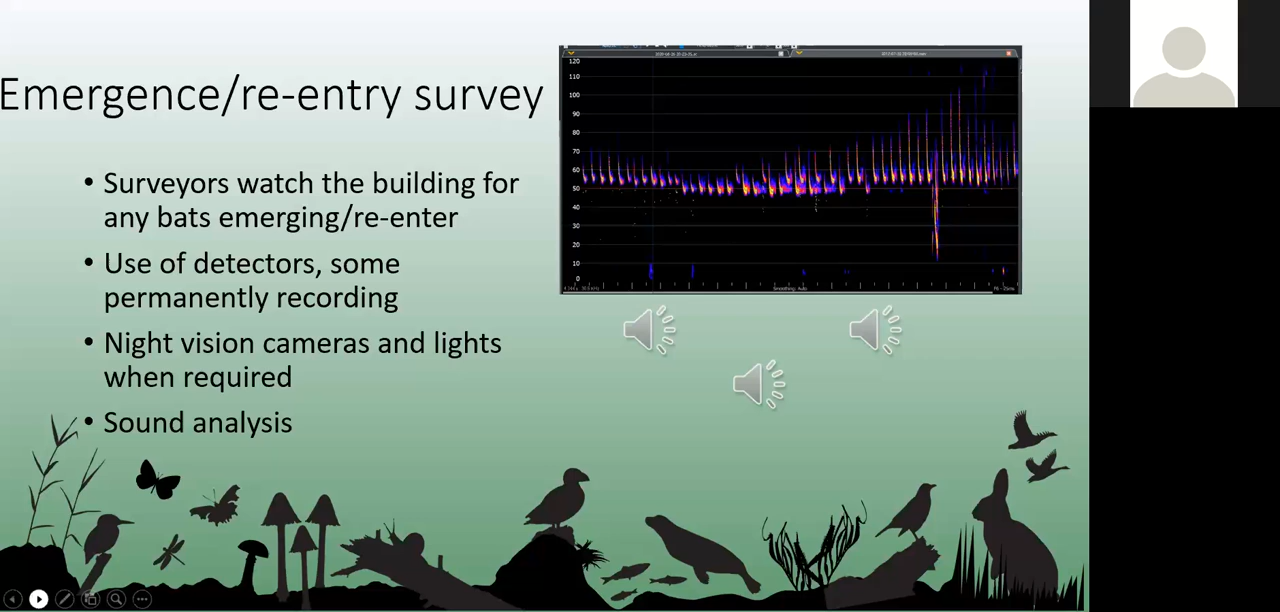 Emergence/re-entry survey
• Surveyors watch the building for
any bats emerging/re-enter
• Use of detectors, some
permanently recording
• Night vision cameras and lights
when required
• Sound analysis
120
110
100
90
80
70
60
50
40
30
20
10
0
Smoothing: Auto